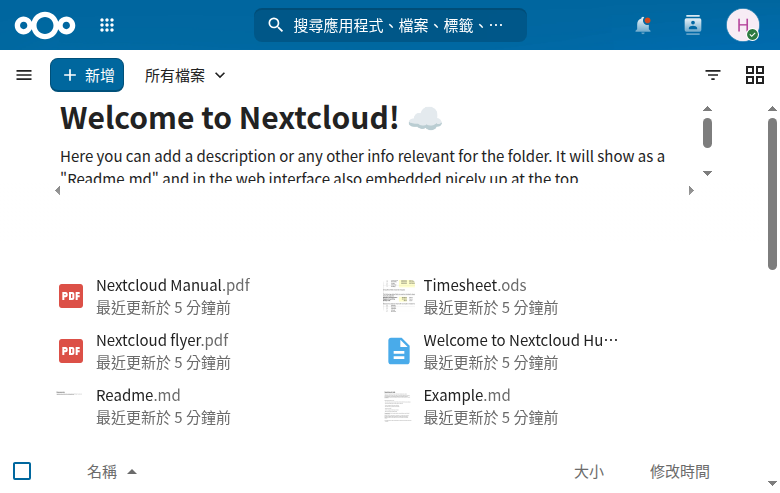 搜尋應用程式、檔案、標籤、…
H
新增
所有檔案
Welcome to Nextcloud! ☁️
Here you can add a description or any other info relevant for the folder. It will show as a
"Readme.md" and in the web interface also embedded nicely up at the top.
PDF
Nextcloud Manual.pdf
最近更新於 5 分鐘前
Timesheet.ods
最近更新於 5 分鐘前
PDF
Nextcloud flyer.pdf
最近更新於 5 分鐘前
Welcome to Nextcloud Hu…
最近更新於 5 分鐘前
Readme.md
最近更新於 5 分鐘前
Example.md
最近更新於 5 分鐘前
名稱
大小
修改時間